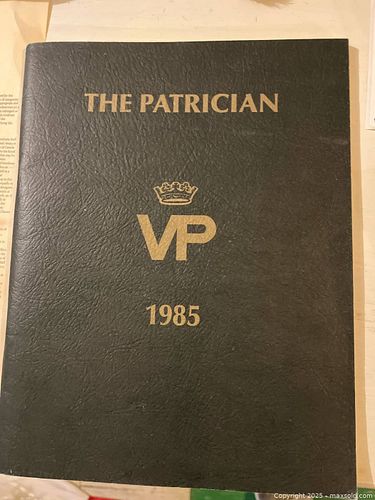 THE PATRICIAN
VP
1985
Copyright © 2025 - maxsold.com